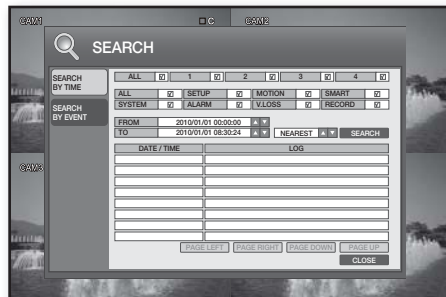 CAM1
C
CAM2
SEARCH
SEARCH BY TIME
SEARCH BY EVENT
ALL 1 2 3 4
ALL SETUP MOTION SMART
SYSTEM ALARM V.LOSS RECORD
FROM 2010/01/01 00:00:00
TO 2010/01/01 08:30:24 NEAREST SEARCH
DATE / TIME LOG
CAM3
PAGE LEFT PAGE RIGHT PAGE DOWN PAGE UP
CLOSE